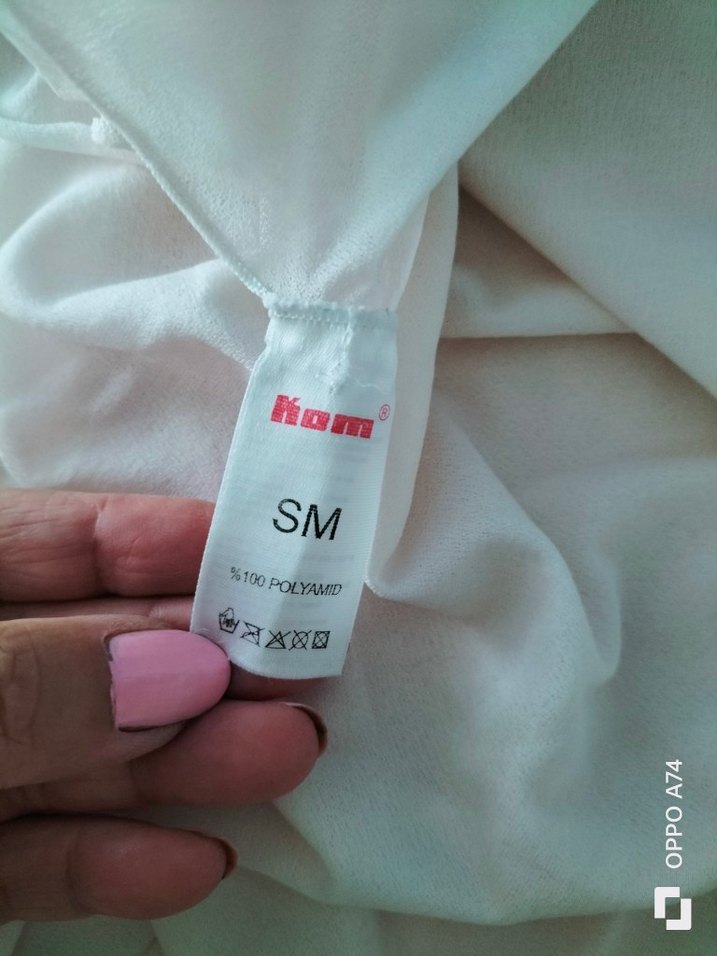 Kom®
SM
%100 POLYAMID
OPPO A74